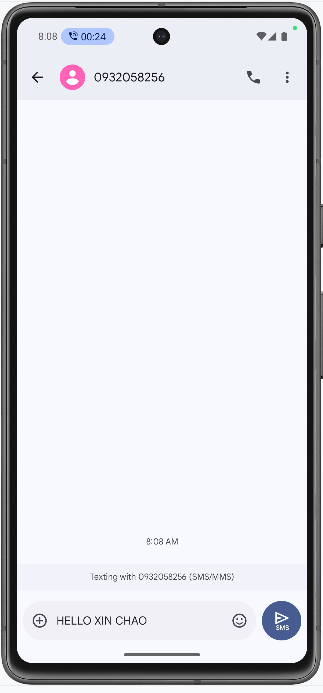 8:08 00:24
0932058256
8:08 AM
Texting with 0932058256 (SMS/MMS)
HELLO XIN CHAO
SMS